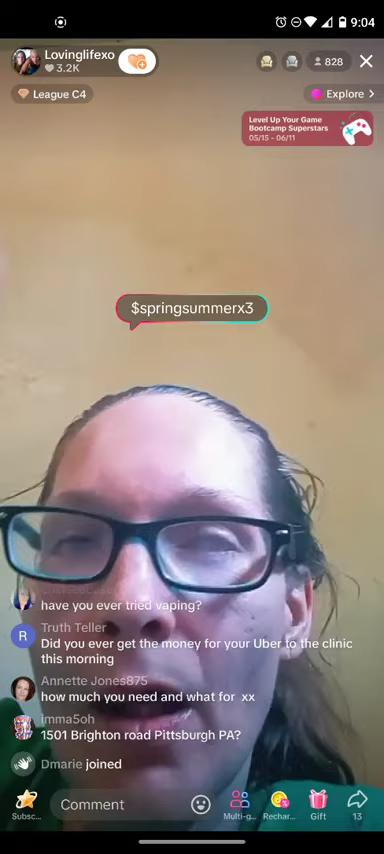 9:04
Lovinglifexo
3.2K
828
League C4
Explore >
Level Up Your Game
Bootcamp Superstars
05/15 - 06/11
$springsummerx3
have you ever tried vaping?
R
Truth Teller
Did you ever get the money for your Uber to the clinic
this morning
Annette Jones875
how much you need and what for xx
imma5oh
1501 Brighton road Pittsburgh PA?
Dmarie joined
Subsc...
Comment
Multi-g...
Rechar...
Gift
13